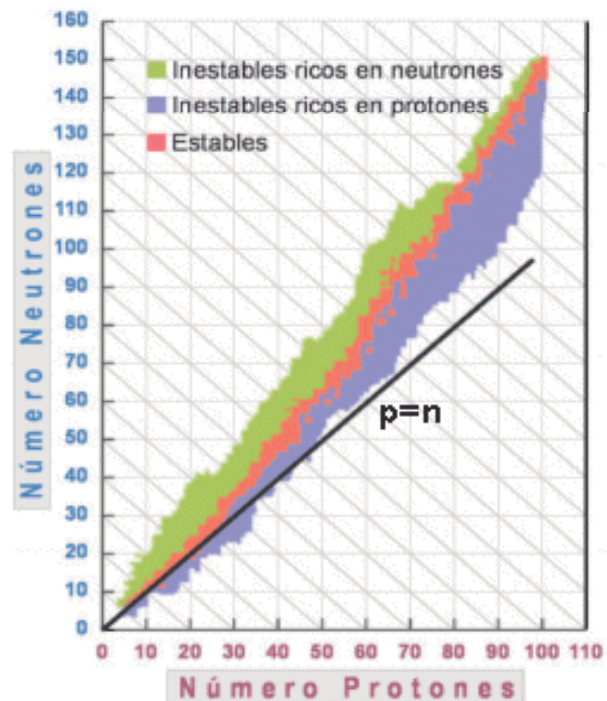 160
150
140
130
120
110
100
90
80
70
60
50
40
30
20
10
0
Número Neutrones
Inestables ricos en neutrones
Inestables ricos en protones
Estables
p=n
0 10 20 30 40 50 60 70 80 90 100 110
Número Protones